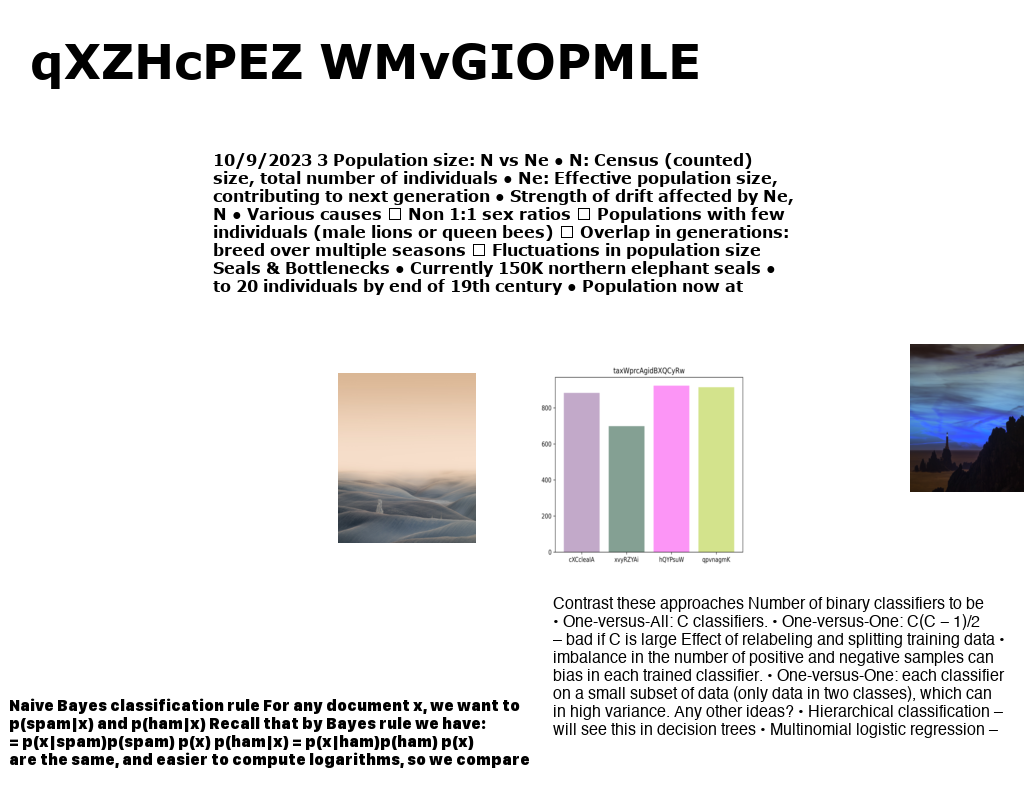 qXZHcPEZ WMvGIOPMLE
10/9/2023 3 Population size: N vs Ne ● N: Census (counted)
size, total number of individuals ● Ne: Effective population size,
contributing to next generation ● Strength of drift affected by Ne,
N ● Various causes □ Non 1:1 sex ratios □ Populations with few
individuals (male lions or queen bees) □ Overlap in generations:
breed over multiple seasons □ Fluctuations in population size
Seals & Bottlenecks ● Currently 150K northern elephant seals ●
to 20 individuals by end of 19th century ● Population now at
taxWprcAgidBXQCyRw
800
600
400
200
0
cXCcleaIA xvyRZYAi hQYPsuW qpvnagmK
Contrast these approaches Number of binary classifiers to be
• One-versus-All: C classifiers. • One-versus-One: C(C – 1)/2
– bad if C is large Effect of relabeling and splitting training data •
imbalance in the number of positive and negative samples can
bias in each trained classifier. • One-versus-One: each classifier
on a small subset of data (only data in two classes), which can
in high variance. Any other ideas? • Hierarchical classification –
will see this in decision trees • Multinomial logistic regression –
Naive Bayes classification rule For any document x, we want to
p(spam|x) and p(ham|x) Recall that by Bayes rule we have:
= p(x|spam)p(spam) p(x) p(ham|x) = p(x|ham)p(ham) p(x)
are the same, and easier to compute logarithms, so we compare